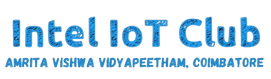 Intel IoT Club
AMRITA VISHWA VIDYAPEETHAM, COIMBATORE